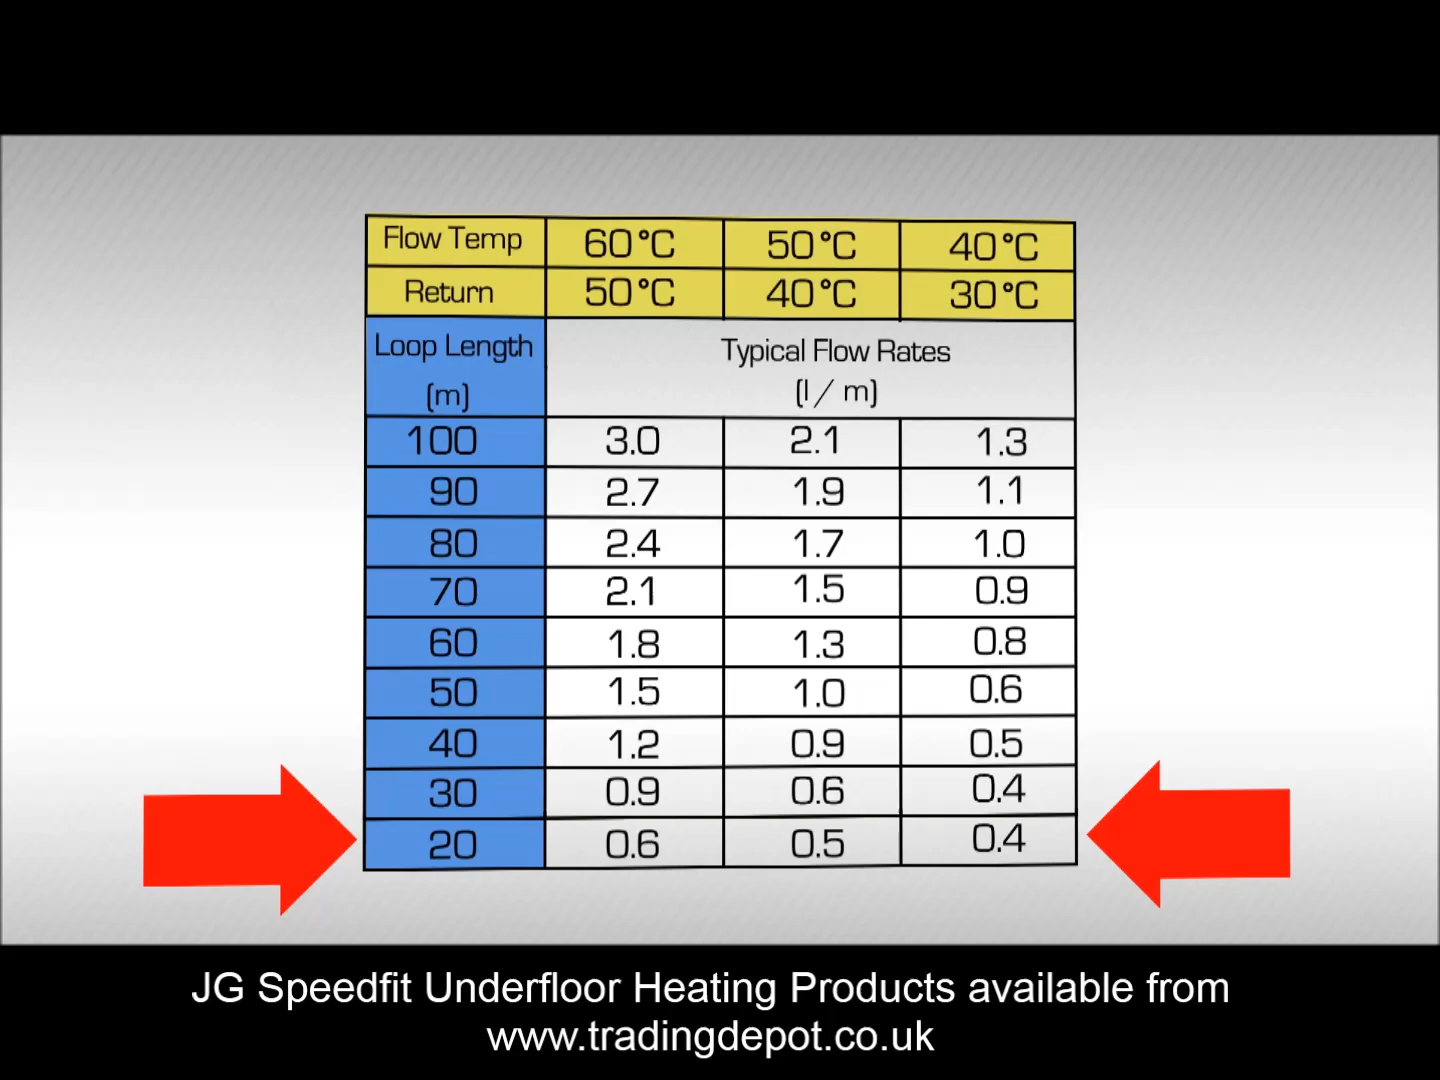 Flow Temp 60°C 50°C 40°C
Return 50°C 40°C 30°C
Loop Length (m) Typical Flow Rates (l / m)
100 3.0 2.1 1.3
90 2.7 1.9 1.1
80 2.4 1.7 1.0
70 2.1 1.5 0.9
60 1.8 1.3 0.8
50 1.5 1.0 0.6
40 1.2 0.9 0.5
30 0.9 0.6 0.4
20 0.6 0.5 0.4
JG Speedfit Underfloor Heating Products available from
www.tradingdepot.co.uk